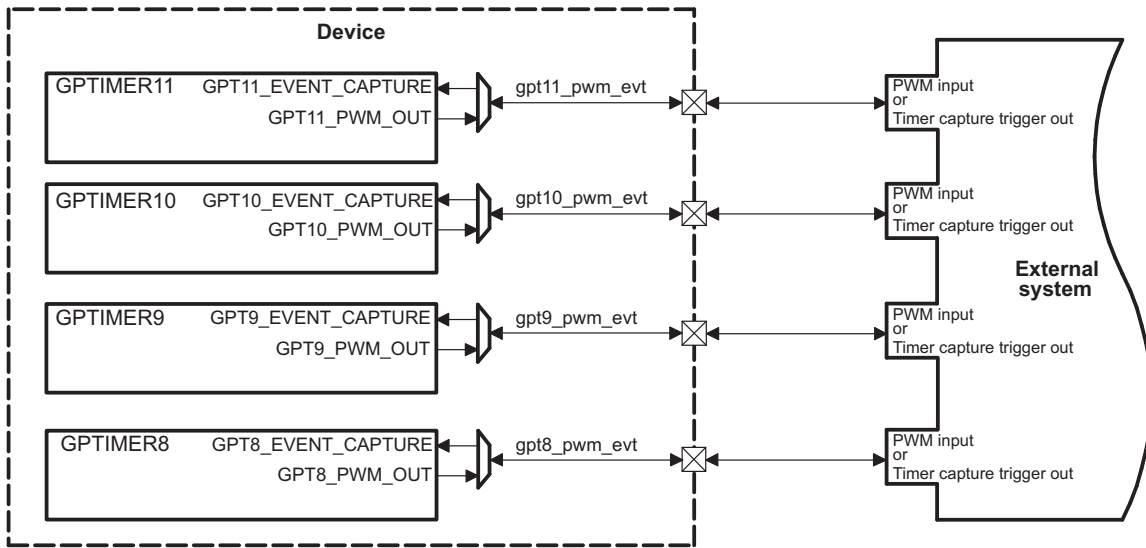 Device
GPTIMER11
GPT11_EVENT_CAPTURE
GPT11_PWM_OUT
gpt11_pwm_evt
PWM input
or
Timer capture trigger out
GPTIMER10
GPT10_EVENT_CAPTURE
GPT10_PWM_OUT
gpt10_pwm_evt
PWM input
or
Timer capture trigger out
External
system
GPTIMER9
GPT9_EVENT_CAPTURE
GPT9_PWM_OUT
gpt9_pwm_evt
PWM input
or
Timer capture trigger out
GPTIMER8
GPT8_EVENT_CAPTURE
GPT8_PWM_OUT
gpt8_pwm_evt
PWM input
or
Timer capture trigger out